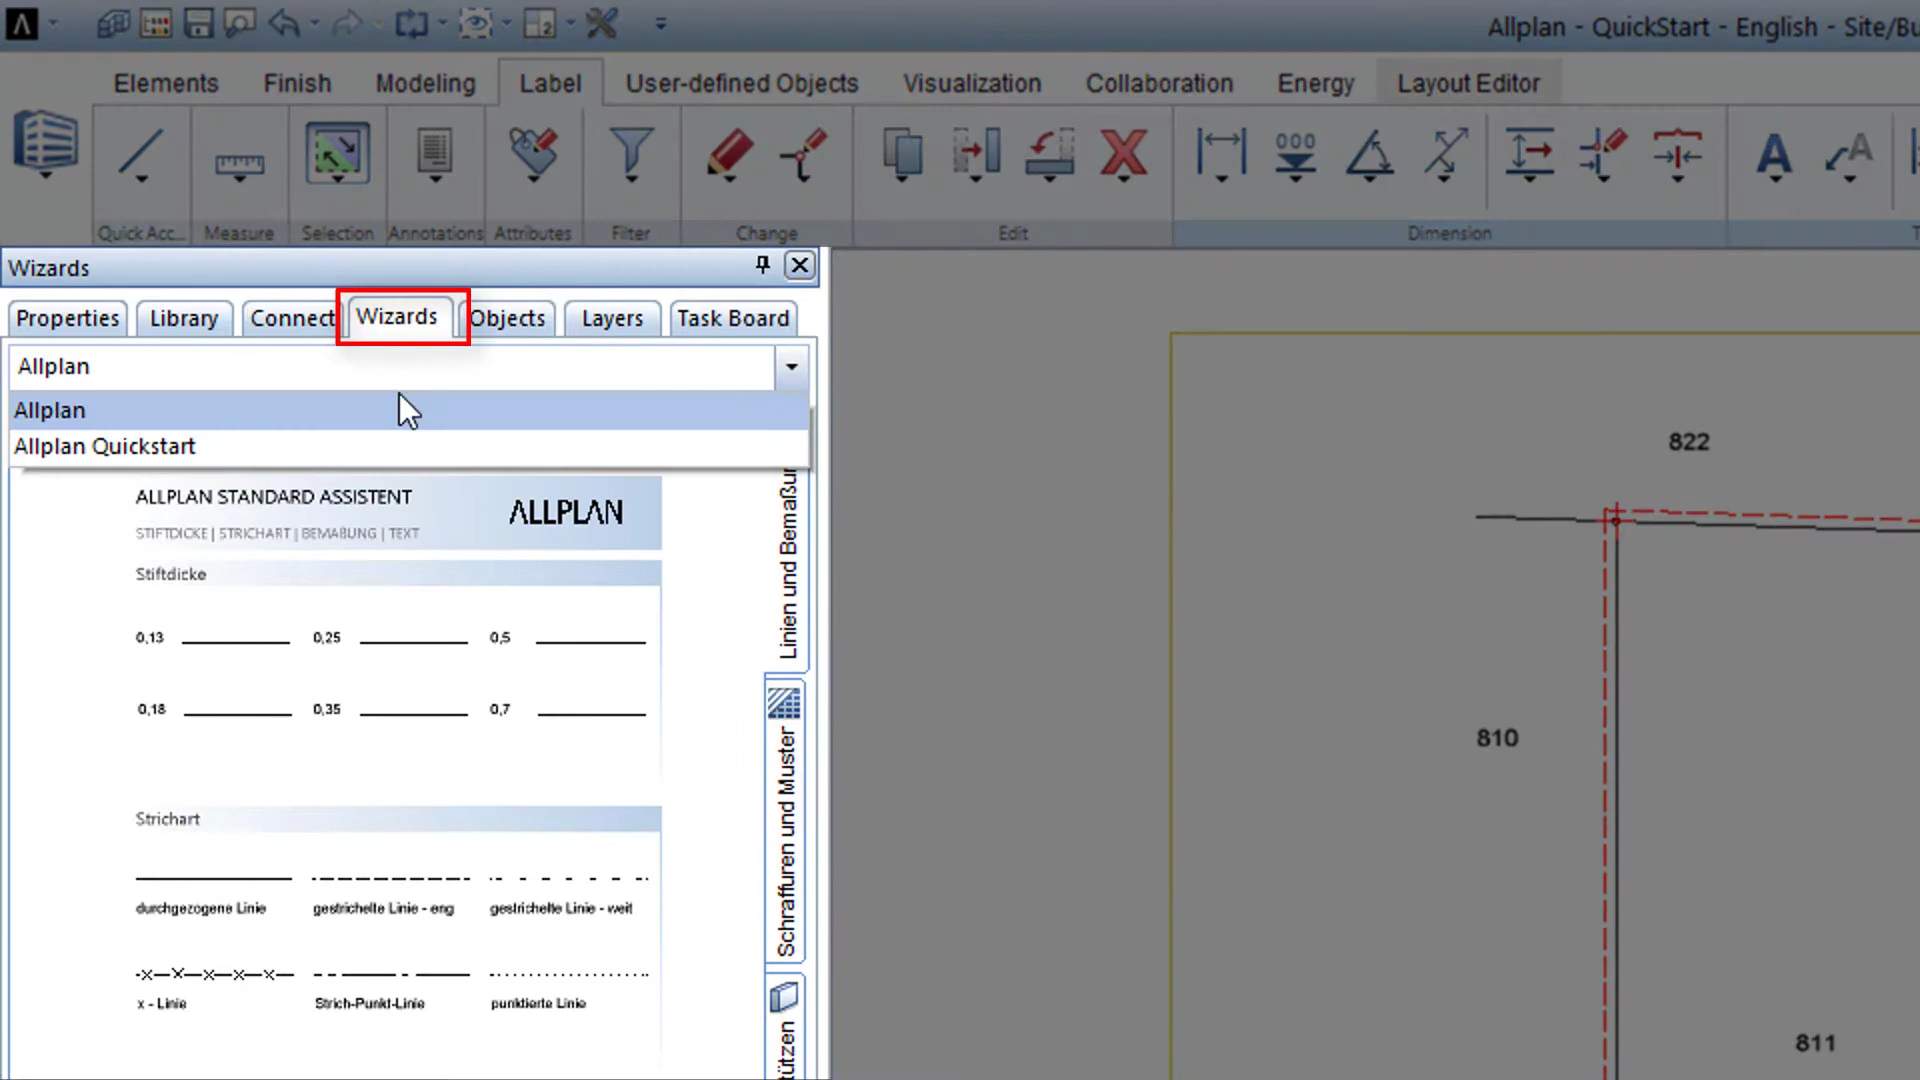 Allplan - QuickStart - English - Site/Bu
Elements Finish Modeling Label User-defined Objects Visualization Collaboration Energy Layout Editor
Quick Acc... Measure Selection Annotations Attributes Filter Change Edit Dimension T
Wizards
Properties Library Connect Wizards Objects Layers Task Board
Allplan
Allplan
Allplan Quickstart
ALLPLAN STANDARD ASSISTENT
ALLPLAN
STIFTDICKE | STRICHART | BEMAßUNG | TEXT
Stiftdicke
0,13 0,25 0,5
0,18 0,35 0,7
Strichart
durchgezogene Linie gestrichelte Linie - eng gestrichelte Linie - weit
x - Linie Strich-Punkt-Linie punktierte Linie
Linien und Bemaßu
Schraffuren und Muster
tützen
822
810
811